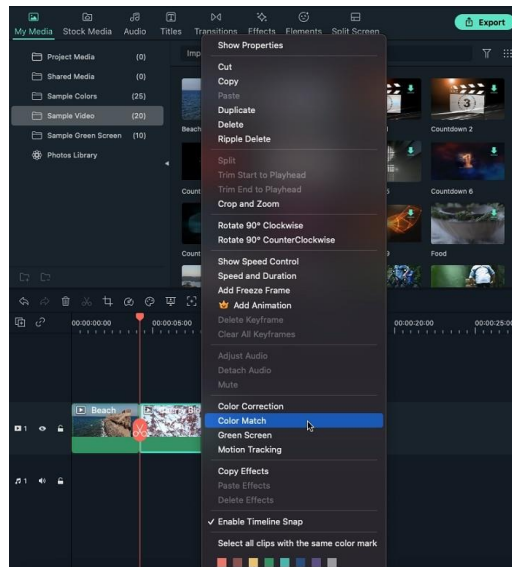 My Media Stock Media Audio Titles Transitions Effects Elements Split Screen
Export
Project Media (0)
Shared Media (0)
Sample Colors (25)
Sample Video (20)
Sample Green Screen (10)
Photos Library
Show Properties
Cut
Copy
Paste
Duplicate
Delete
Ripple Delete
Split
Trim Start to Playhead
Trim End to Playhead
Crop and Zoom
Rotate 90° Clockwise
Rotate 90° CounterClockwise
Show Speed Control
Speed and Duration
Add Freeze Frame
Add Animation
Delete Keyframe
Clear All Keyframes
Adjust Audio
Detach Audio
Mute
Color Correction
Color Match
Green Screen
Motion Tracking
Copy Effects
Paste Effects
Delete Effects
✓ Enable Timeline Snap
Select all clips with the same color mark
Beach
3
Countdown 2
1
Countdown 6
Food
00:00:00:00 00:00:05:00 00:00:20:00 00:00:25:0
Beach
1
1